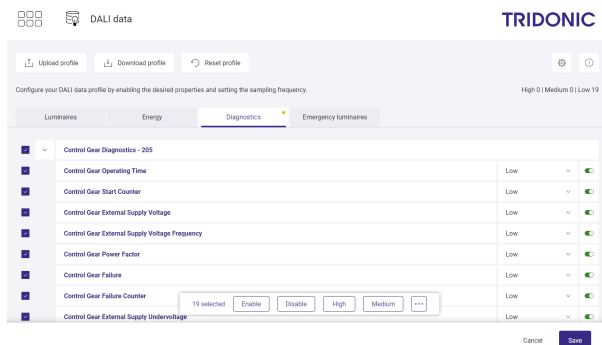 DALI data
TRIDONIC
Upload profile
Download profile
Reset profile
Configure your DALI data profile by enabling the desired properties and setting the sampling frequency.
High 0 | Medium 0 | Low 19
Luminaires
Energy
Diagnostics
Emergency luminaires
Control Gear Diagnostics - 205
Control Gear Operating Time
Low
Control Gear Start Counter
Low
Control Gear External Supply Voltage
Low
Control Gear External Supply Voltage Frequency
Low
Control Gear Power Factor
Low
Control Gear Failure
Low
Control Gear Failure Counter
Low
19 selected
Enable
Disable
High
Medium
Control Gear External Supply Undervoltage
Low
Cancel
Save